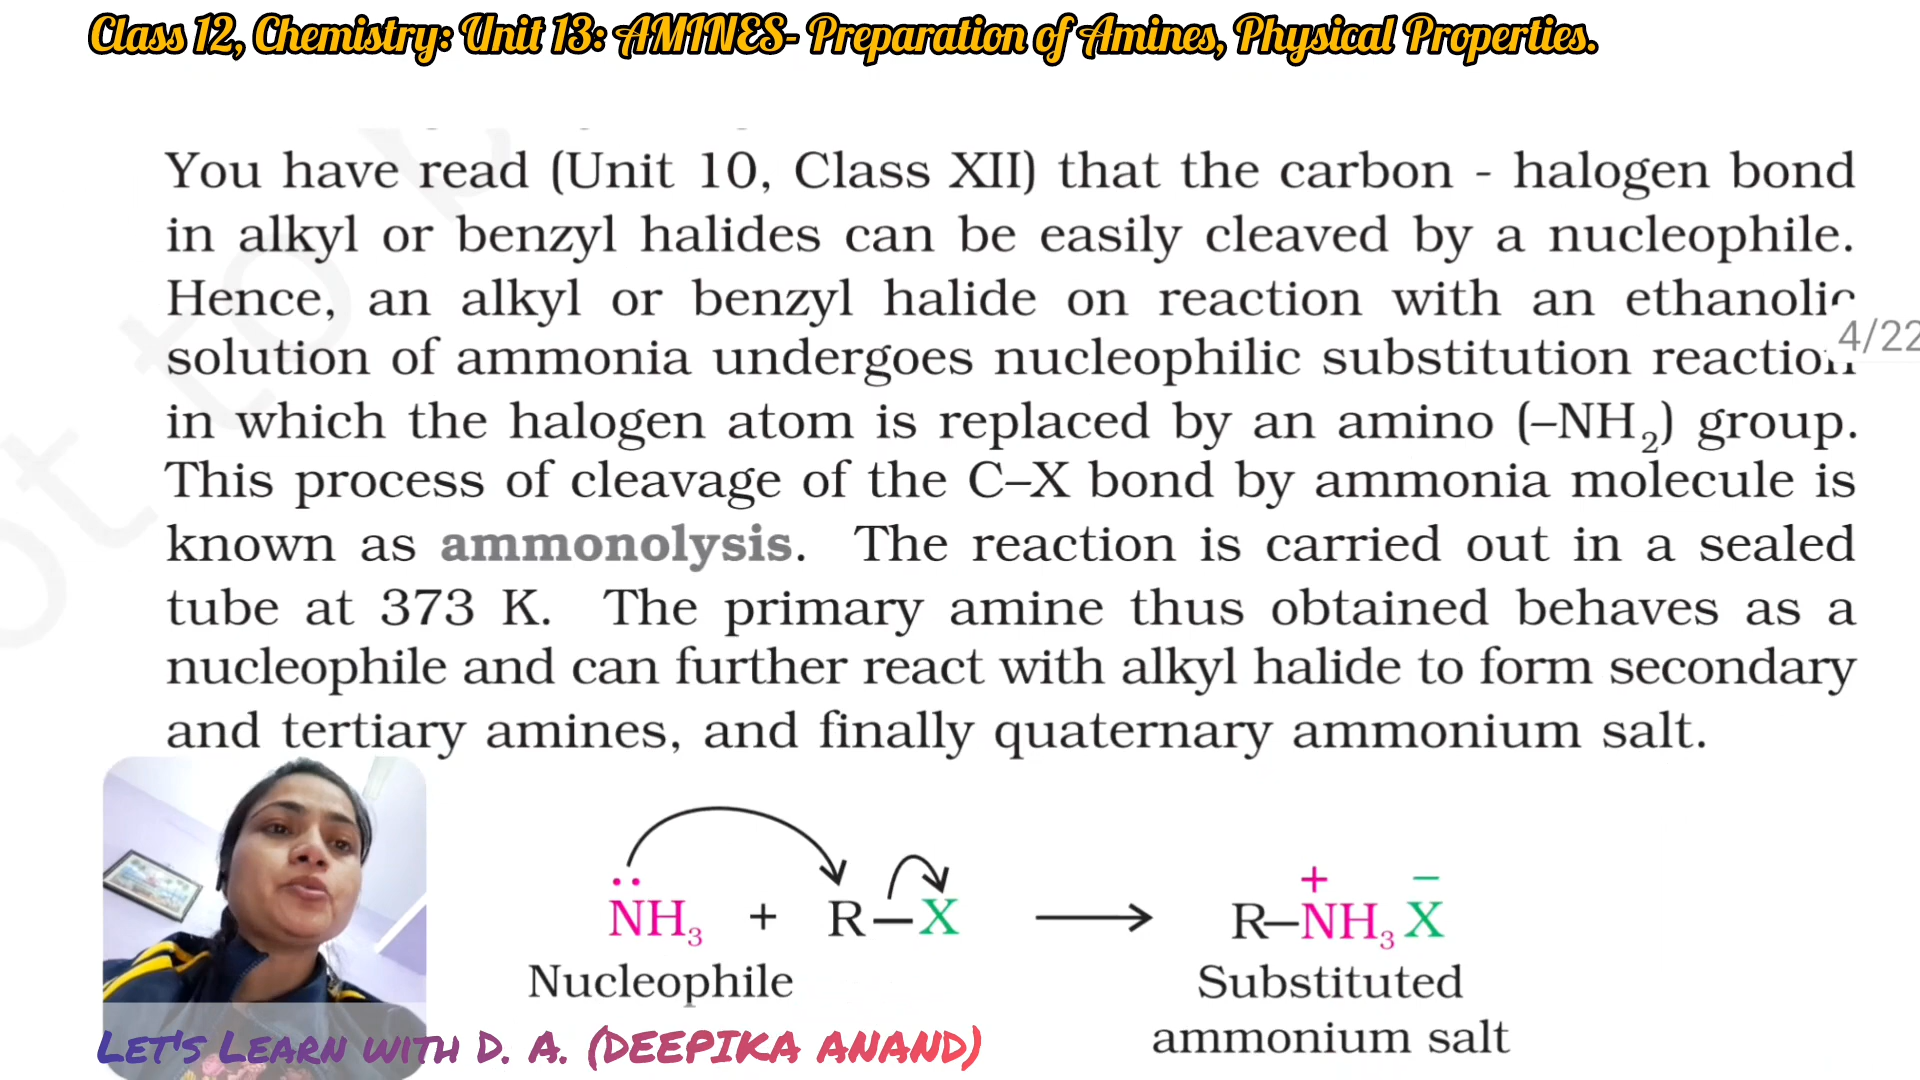 Class 12, Chemistry: Unit 13: AMINES- Preparation of Amines, Physical Properties.
You have read (Unit 10, Class XII) that the carbon - halogen bond
in alkyl or benzyl halides can be easily cleaved by a nucleophile.
Hence, an alkyl or benzyl halide on reaction with an ethanolic
4/22
solution of ammonia undergoes nucleophilic substitution reaction
in which the halogen atom is replaced by an amino (–NH₂) group.
This process of cleavage of the C–X bond by ammonia molecule is
known as ammonolysis. The reaction is carried out in a sealed
tube at 373 K. The primary amine thus obtained behaves as a
nucleophile and can further react with alkyl halide to form secondary
and tertiary amines, and finally quaternary ammonium salt.
N̈H₃ + R–X ⟶ R–N⁺H₃ X⁻
Nucleophile Substituted
ammonium salt
LET'S LEARN WITH D. A. (DEEPIKA ANAND)